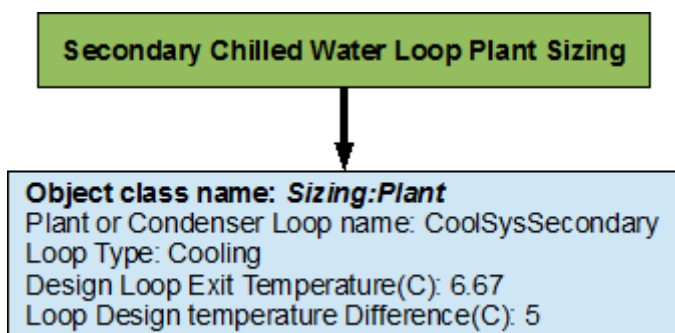 Secondary Chilled Water Loop Plant Sizing
Object class name: Sizing:Plant
Plant or Condenser Loop name: CoolSysSecondary
Loop Type: Cooling
Design Loop Exit Temperature(C): 6.67
Loop Design temperature Difference(C): 5